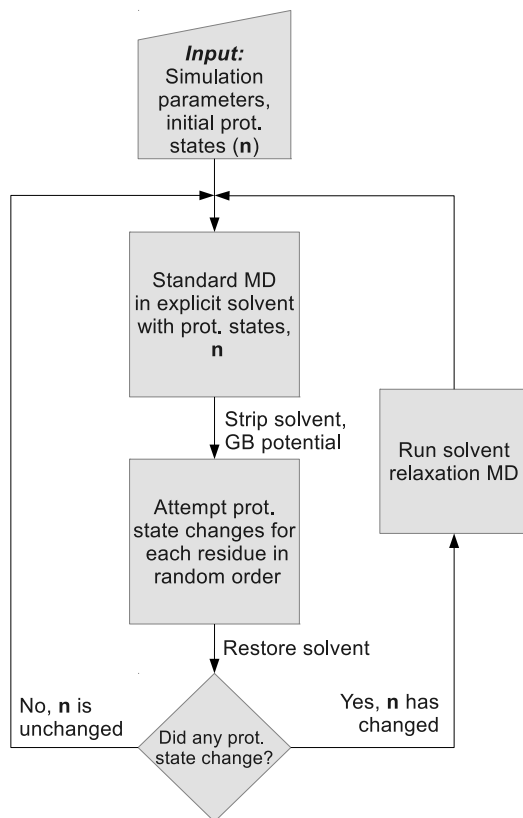 Input:
Simulation
parameters,
initial prot.
states (n)
Standard MD
in explicit solvent
with prot. states,
n
Strip solvent,
GB potential
Run solvent
relaxation MD
Attempt prot.
state changes for
each residue in
random order
Restore solvent
No, n is
unchanged
Yes, n has
changed
Did any prot.
state change?